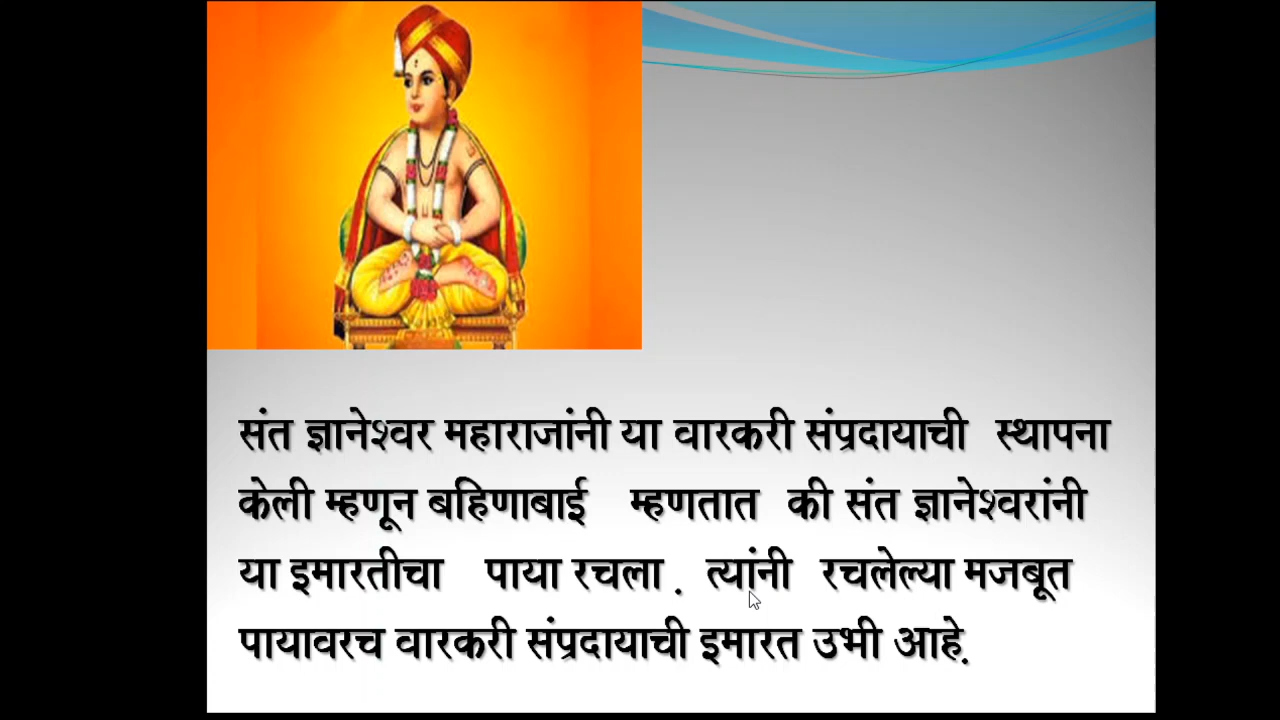 संत ज्ञानेश्वर महाराजांनी या वारकरी संप्रदायाची स्थापना
केली म्हणून बहिणाबाई म्हणतात की संत ज्ञानेश्वरांनी
या इमारतीचा पाया रचला . त्यांनी रचलेल्या मजबूत
पायावरच वारकरी संप्रदायाची इमारत उभी आहे.